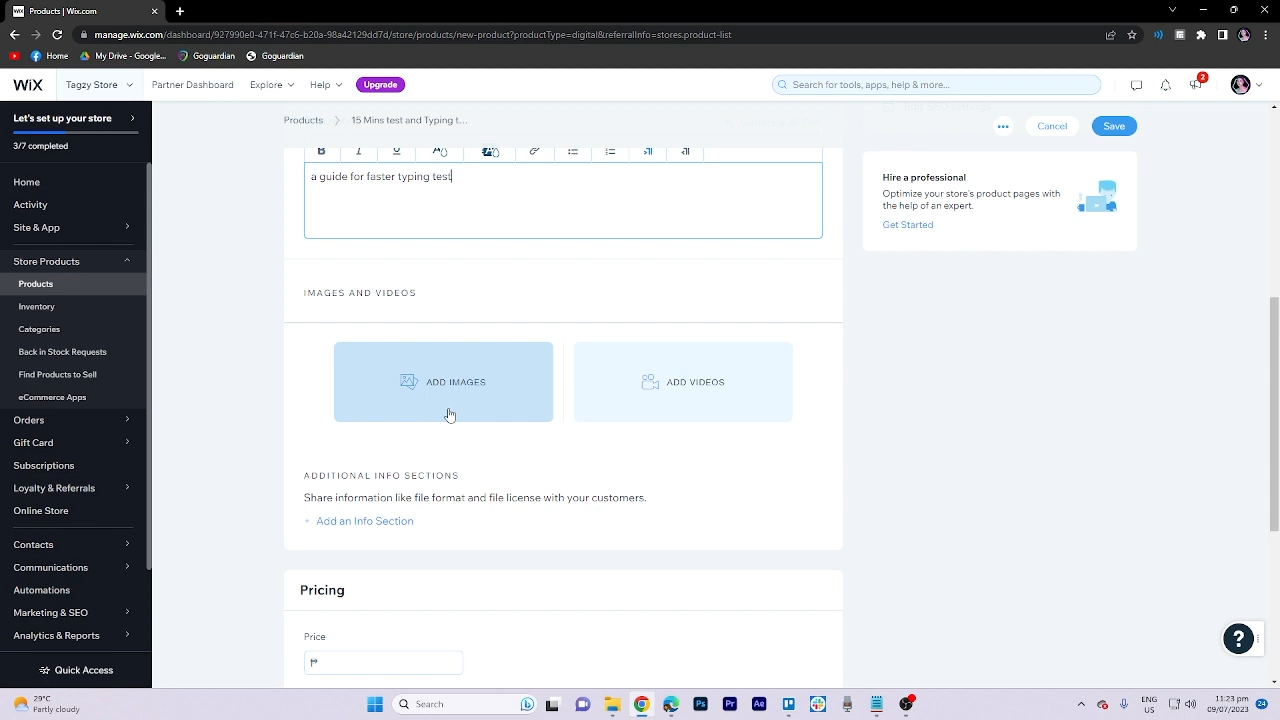 Products | Wix.com
manage.wix.com/dashboard/927990e0-471f-47d6-b20a-98a42129dd7d/store/products/new-product?productType=digital&referralInfo=stores.product-list
Home
My Drive - Google...
Goguardian
Goguardian
WiX
Tagzy Store
Partner Dashboard
Explore
Help
Upgrade
Search for tools, apps, help & more...
2
Let's set up your store
3/7 completed
Home
Activity
Site & App
Store Products
Products
Inventory
Categories
Back in Stock Requests
Find Products to Sell
eCommerce Apps
Orders
Gift Card
Subscriptions
Loyalty & Referrals
Online Store
Contacts
Communications
Automations
Marketing & SEO
Analytics & Reports
Quick Access
Products > 15 Mins test and Typing t...
Cancel
Save
B I U
a guide for faster typing test
IMAGES AND VIDEOS
ADD IMAGES
ADD VIDEOS
ADDITIONAL INFO SECTIONS
Share information like file format and file license with your customers.
+ Add an Info Section
Pricing
Price
₱
Hire a professional
Optimize your store's product pages with
the help of an expert.
Get Started
?
29°C
Partly cloudy
Search
Ps
Pr
Ae
ENG
US
11:23 pm
09/07/2023
24